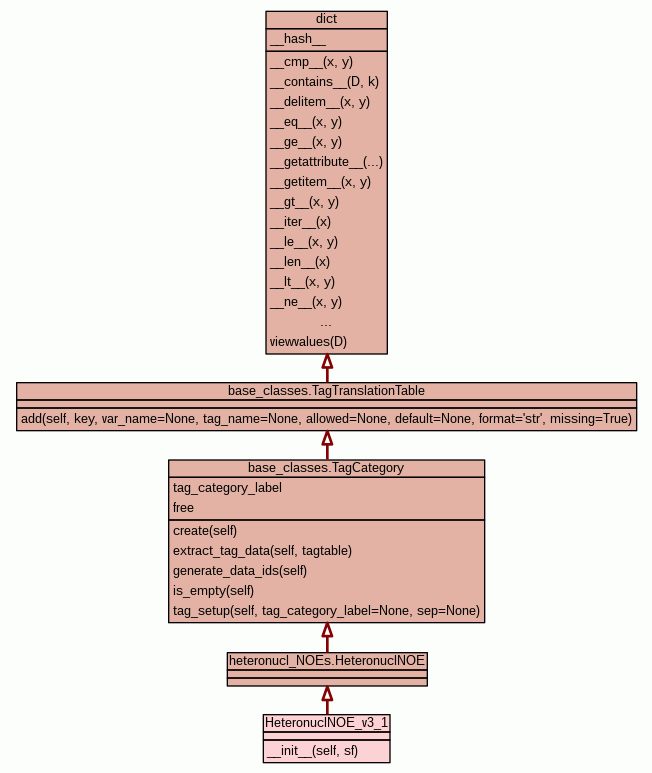 dict
__hash__
__cmp__(x, y)
__contains__(D, k)
__delitem__(x, y)
__eq__(x, y)
__ge__(x, y)
__getattribute__(...)
__getitem__(x, y)
__gt__(x, y)
__iter__(x)
__le__(x, y)
__len__(x)
__lt__(x, y)
__ne__(x, y)
...
viewvalues(D)
base_classes.TagTranslationTable
add(self, key, var_name=None, tag_name=None, allowed=None, default=None, format='str', missing=True)
base_classes.TagCategory
tag_category_label
free
create(self)
extract_tag_data(self, tagtable)
generate_data_ids(self)
is_empty(self)
tag_setup(self, tag_category_label=None, sep=None)
heteronucl_NOEs.HeteronuclNOE
HeteronuclNOE_v3_1
__init__(self, sf)